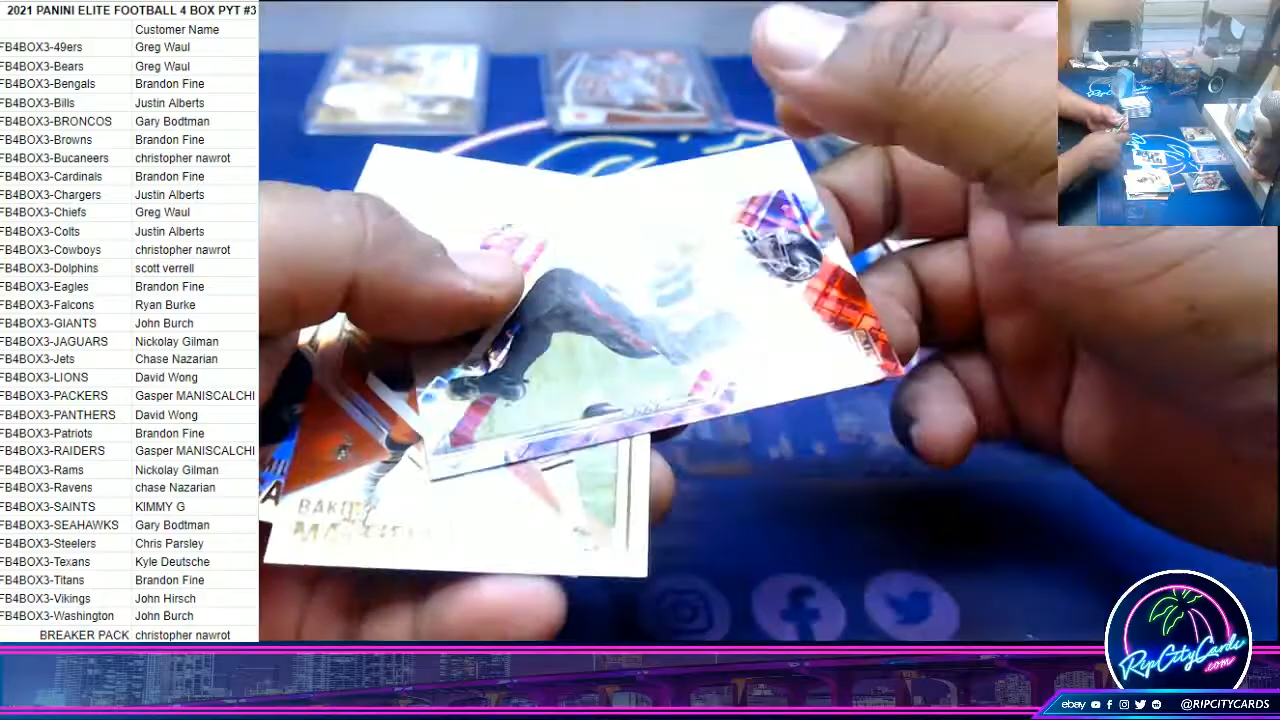 2021 PANINI ELITE FOOTBALL 4 BOX PYT #3
Customer Name
FB4BOX3-49ers Greg Waul
FB4BOX3-Bears Greg Waul
FB4BOX3-Bengals Brandon Fine
FB4BOX3-Bills Justin Alberts
FB4BOX3-BRONCOS Gary Bodtman
FB4BOX3-Browns Brandon Fine
FB4BOX3-Bucaneers christopher nawrot
FB4BOX3-Cardinals Brandon Fine
FB4BOX3-Chargers Justin Alberts
FB4BOX3-Chiefs Greg Waul
FB4BOX3-Colts Justin Alberts
FB4BOX3-Cowboys christopher nawrot
FB4BOX3-Dolphins scott verrell
FB4BOX3-Eagles Brandon Fine
FB4BOX3-Falcons Ryan Burke
FB4BOX3-GIANTS John Burch
FB4BOX3-JAGUARS Nickolay Gilman
FB4BOX3-Jets Chase Nazarian
FB4BOX3-LIONS David Wong
FB4BOX3-PACKERS Gasper MANISCALCHI
FB4BOX3-PANTHERS David Wong
FB4BOX3-Patriots Brandon Fine
FB4BOX3-RAIDERS Gasper MANISCALCHI
FB4BOX3-Rams Nickolay Gilman
FB4BOX3-Ravens chase Nazarian
FB4BOX3-SAINTS KIMMY G
FB4BOX3-SEAHAWKS Gary Bodtman
FB4BOX3-Steelers Chris Parsley
FB4BOX3-Texans Kyle Deutsche
FB4BOX3-Titans Brandon Fine
FB4BOX3-Vikings John Hirsch
FB4BOX3-Washington John Burch
BREAKER PACK christopher nawrot
RipCityCards
.com
ebay @RIPCITYCARDS